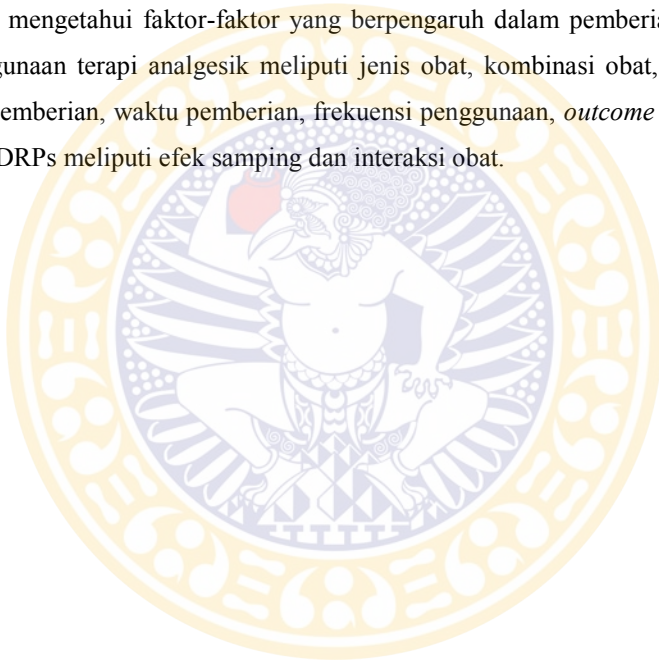 mengetahui faktor-faktor yang berpengaruh dalam
gunaan terapi analgesik meliputi jenis obat, kombinasi obat,
emberian, waktu pemberian, frekuensi penggunaan, outcome
DRPs meliputi efek samping dan interaksi obat.